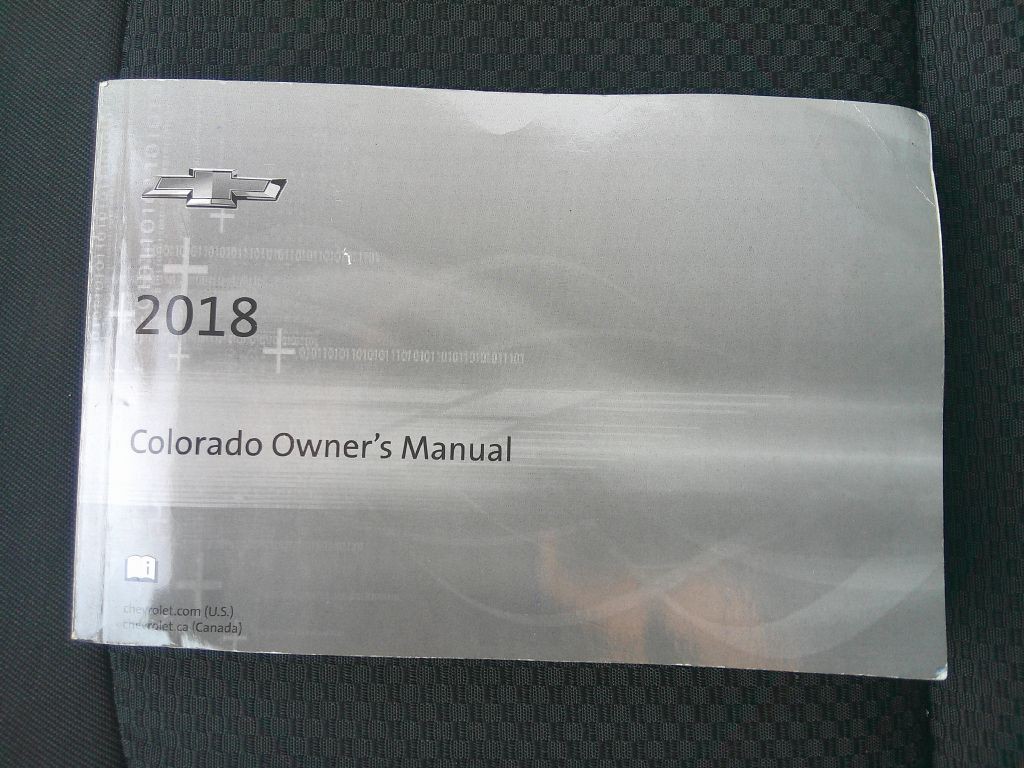 2018
Colorado Owner's Manual
chevrolet.com (U.S.)
chevrolet.ca (Canada)